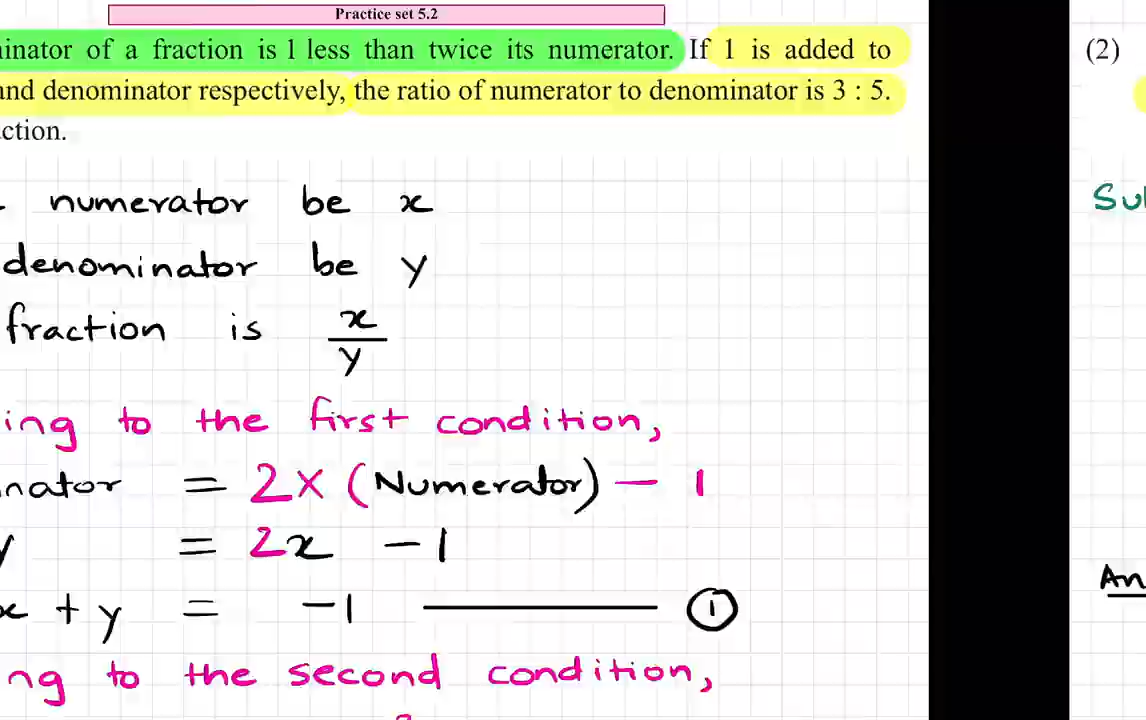 Practice set 5.2
inator of a fraction is 1 less than twice its numerator. If 1 is added to
and denominator respectively, the ratio of numerator to denominator is 3 : 5.
ction.
numerator be x
denominator be y
fraction is x/y
ing to the first condition,
nator = 2 × (Numerator) – 1
y = 2x – 1
x + y = –1 ——— ①
ng to the second condition,
(2)
Sul
An